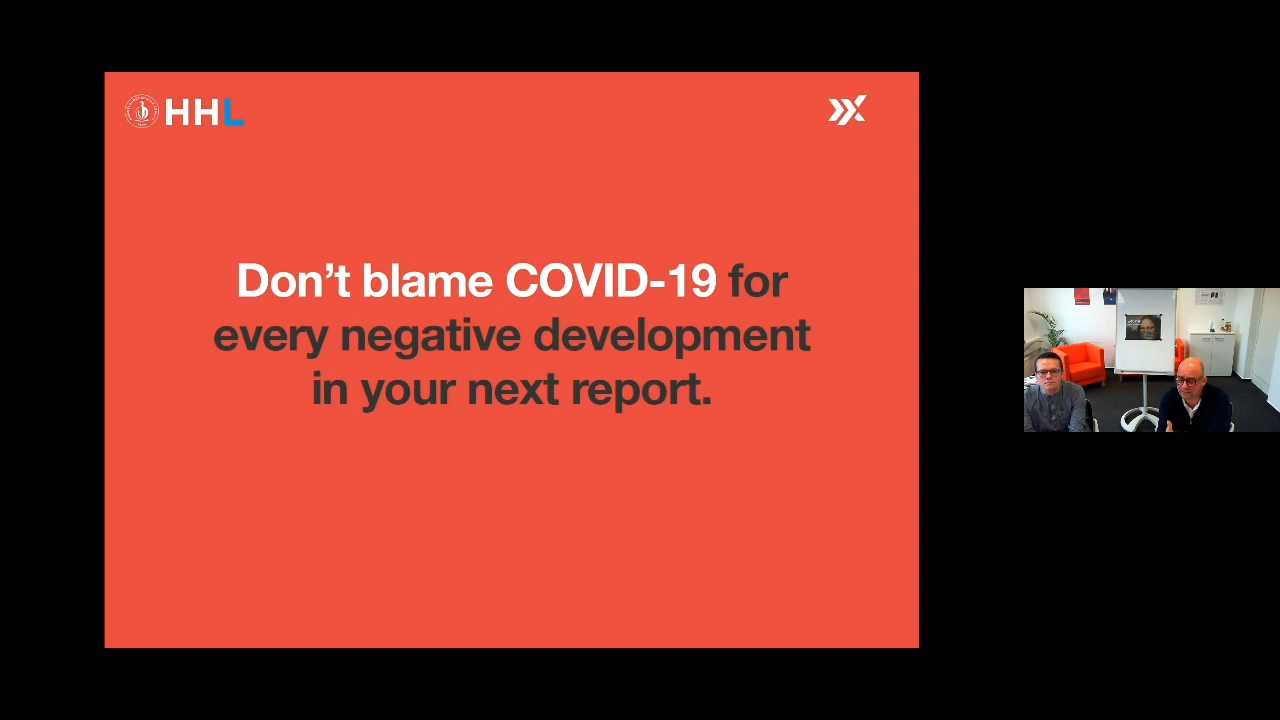 HHL
Don’t blame COVID-19 for
every negative development
in your next report.